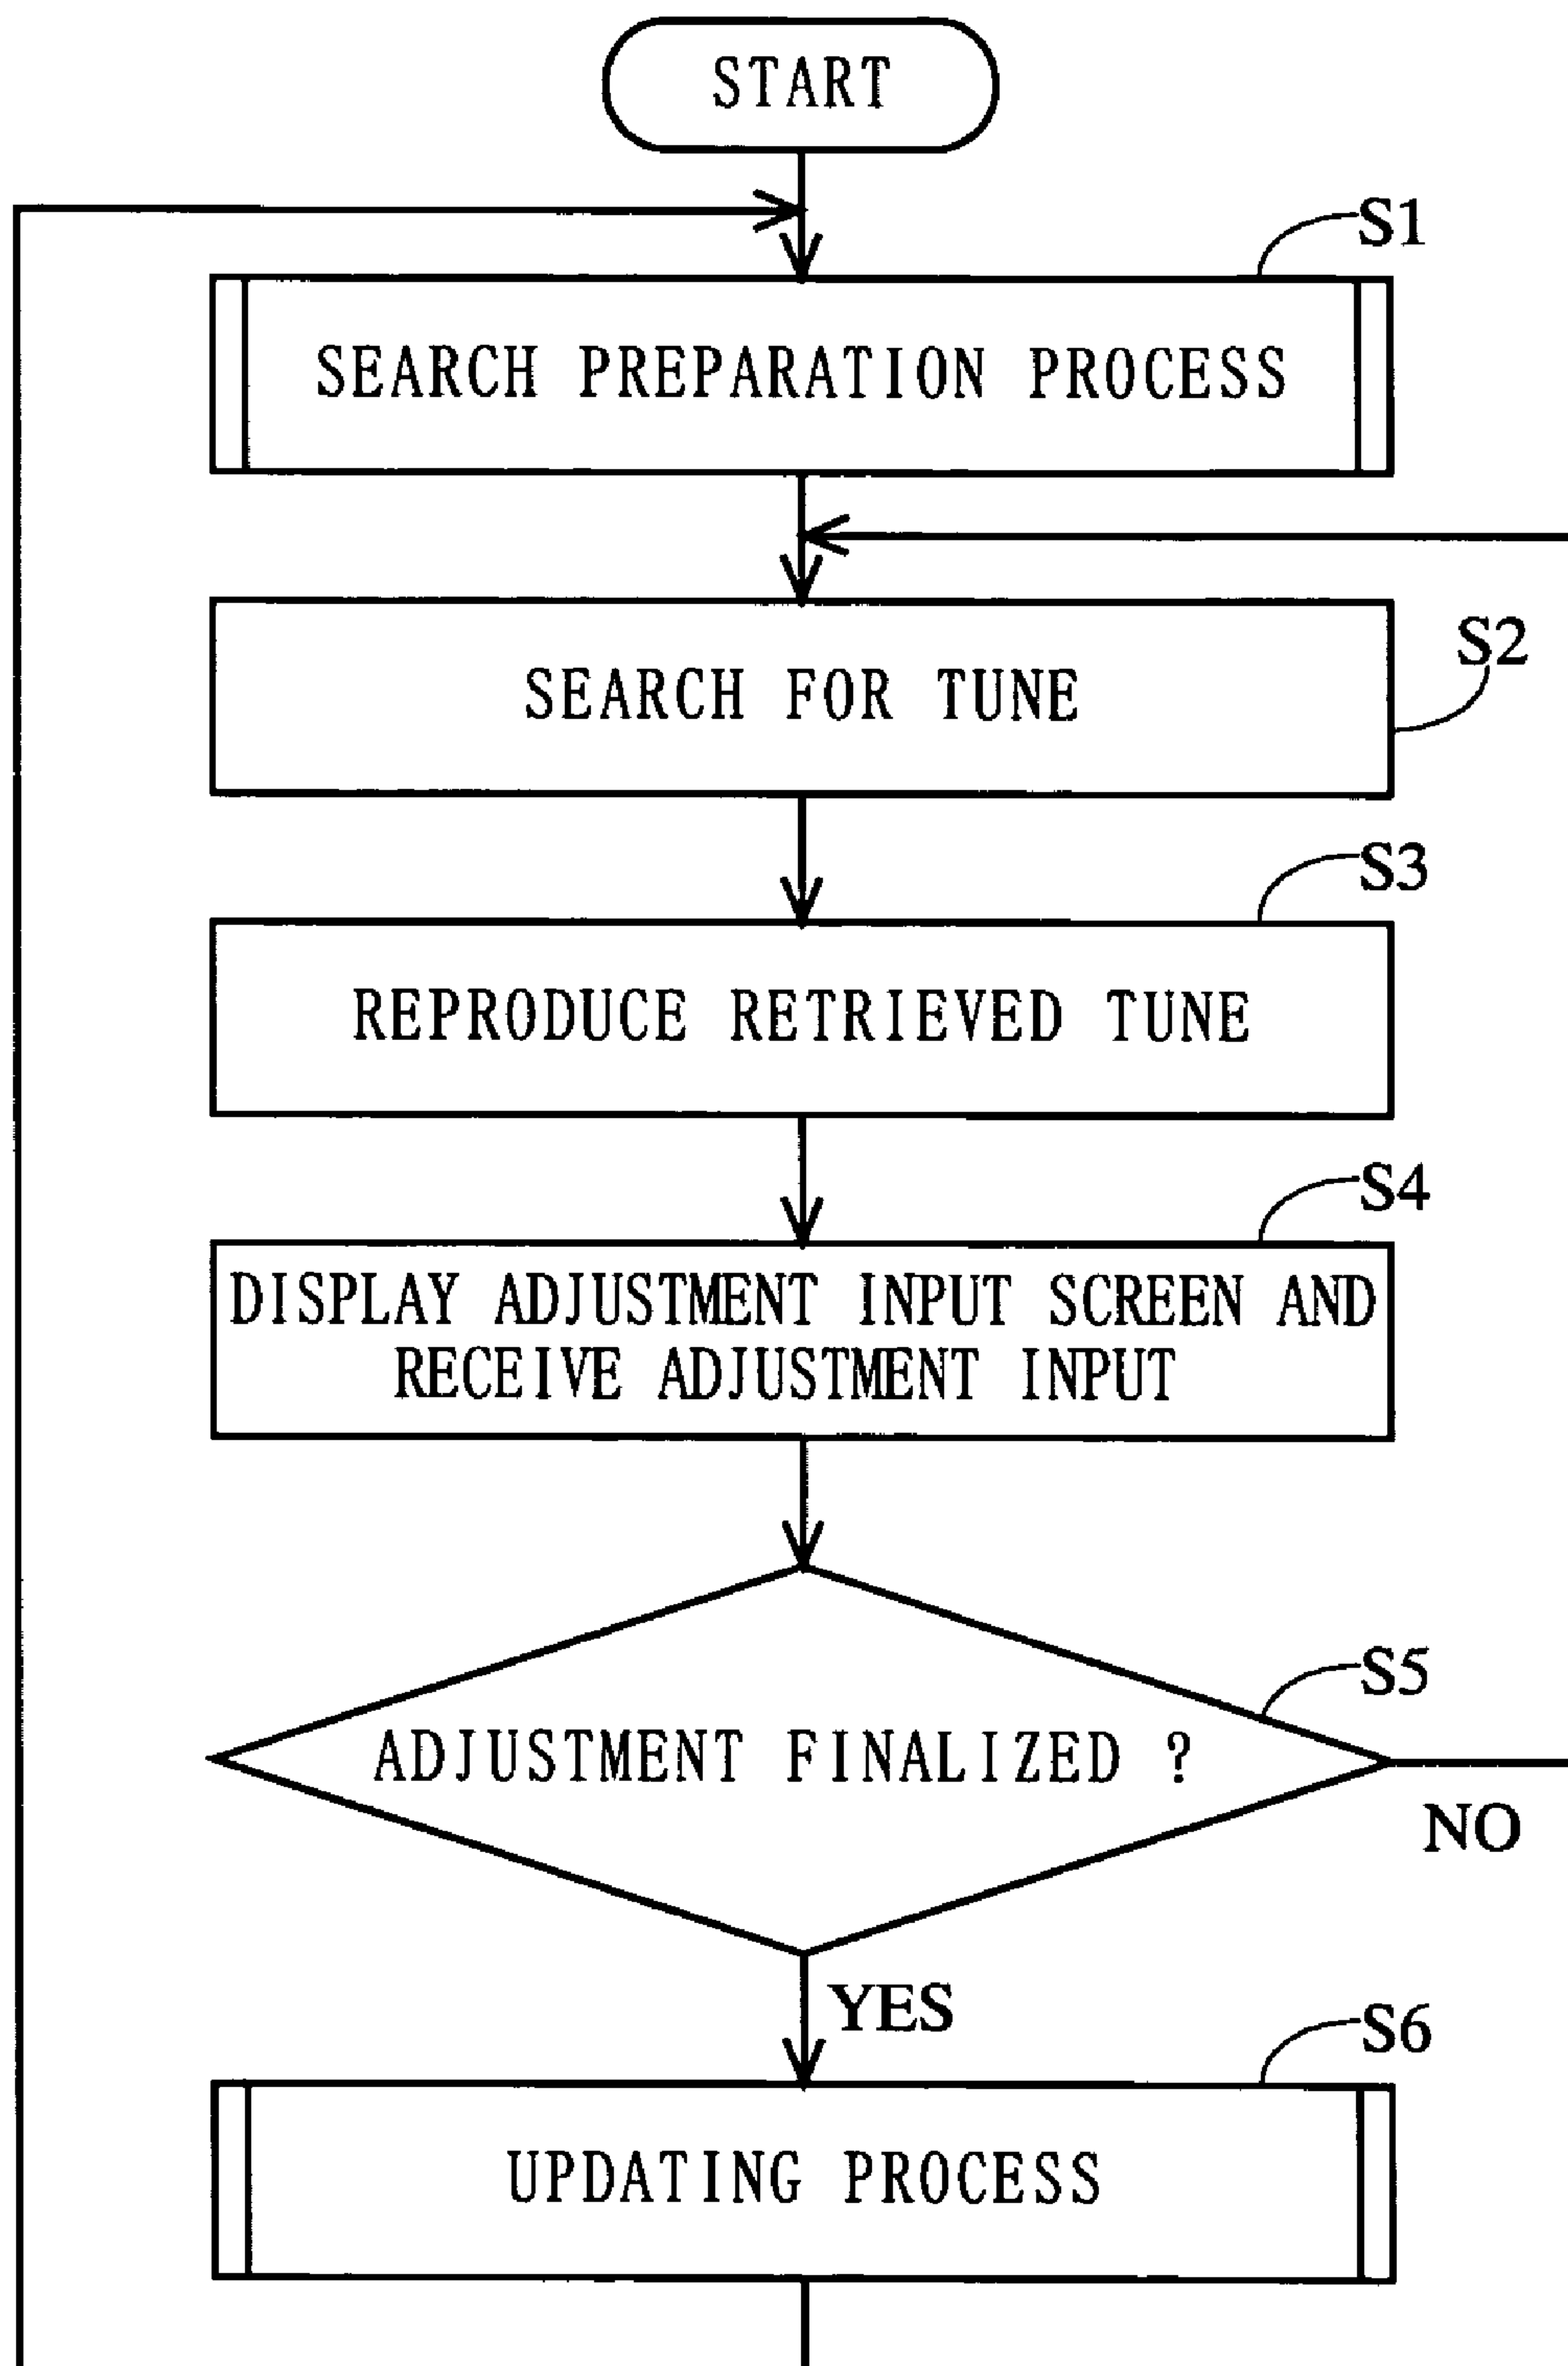 START
S1
SEARCH PREPARATION PROCESS
S2
SEARCH FOR TUNE
S3
REPRODUCE RETRIEVED TUNE
S4
DISPLAY ADJUSTMENT INPUT SCREEN AND
RECEIVE ADJUSTMENT INPUT
S5
ADJUSTMENT FINALIZED ?
NO
YES
S6
UPDATING PROCESS